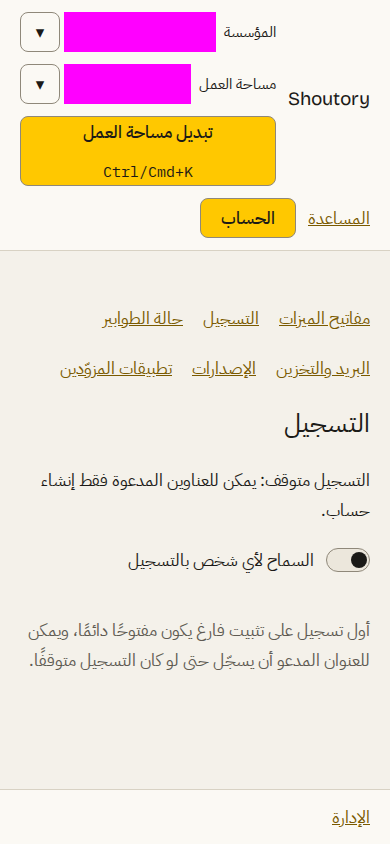 Shoutory
المؤسسة
▼
مساحة العمل
▼
تبديل مساحة العمل
Ctrl/Cmd+K
المساعدة
الحساب
مفاتيح الميزات
التسجيل
حالة الطوابير
البريد والتخزين
الإصدارات
تطبيقات المزوّدين
التسجيل
التسجيل متوقف: يمكن للعناوين المدعوة فقط إنشاء
حساب.
السماح لأي شخص بالتسجيل
أول تسجيل على تثبيت فارغ يكون مفتوحًا دائمًا، ويمكن
للعنوان المدعو أن يسجّل حتى لو كان التسجيل متوقفًا.
الإدارة